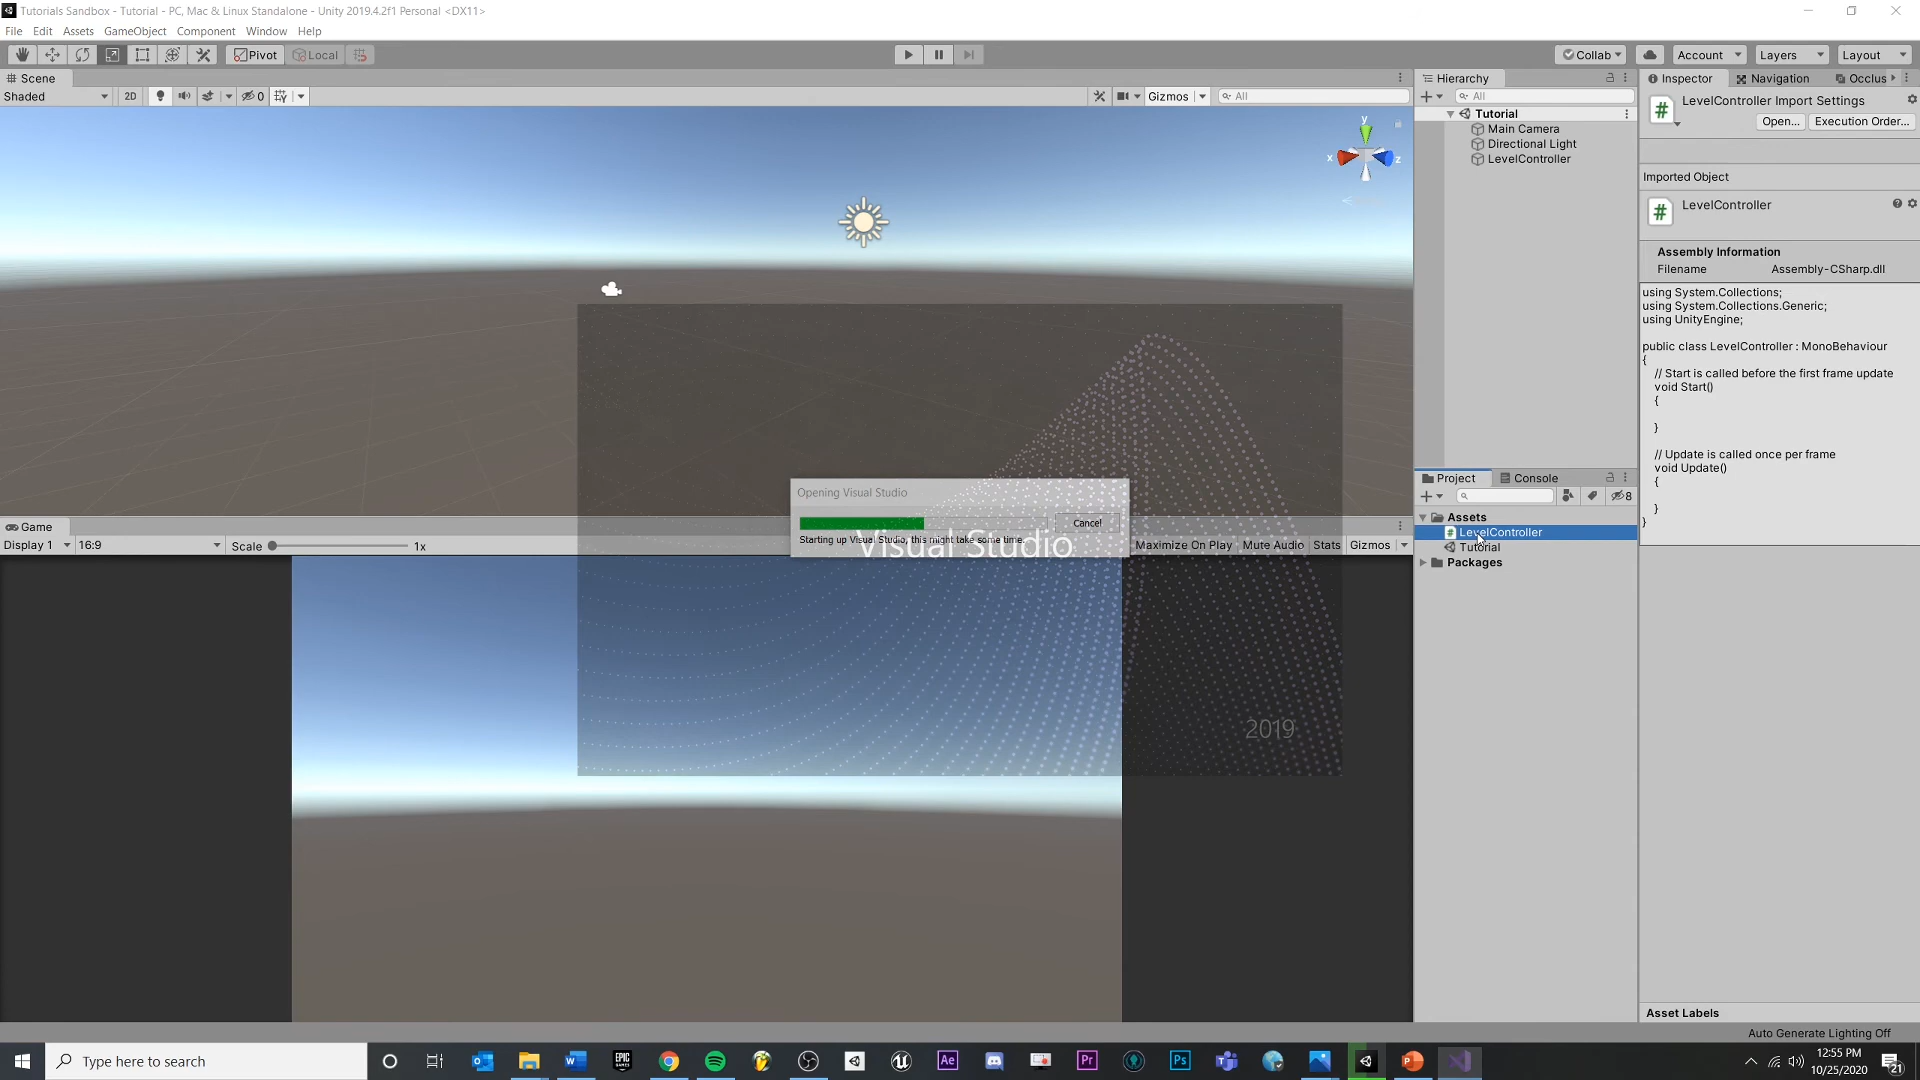 Tutorials Sandbox - Tutorial - PC, Mac & Linux Standalone - Unity 2019.4.2f1 Personal <DX11>
File Edit Assets GameObject Component Window Help
Pivot Local Collab Account Layers Layout
Scene
Shaded 2D 0 Gizmos All
y
x z
Game
Display 1 16:9 Scale 1x Maximize On Play Mute Audio Stats Gizmos
Opening Visual Studio
Cancel
Starting up Visual Studio, this might take some time.
Visual Studio
2019
Hierarchy
All
Tutorial
Main Camera
Directional Light
LevelController
Project Console
8
Assets
LevelController
Tutorial
Packages
Inspector Navigation Occlus
LevelController Import Settings
Open... Execution Order...
Imported Object
LevelController
Assembly Information
Filename Assembly-CSharp.dll
using System.Collections;
using System.Collections.Generic;
using UnityEngine;
public class LevelController : MonoBehaviour
{
// Start is called before the first frame update
void Start()
{
}
// Update is called once per frame
void Update()
{
}
}
Asset Labels
Auto Generate Lighting Off
Type here to search
EPIC GAMES
Ae
Pr
Ps
12:55 PM
10/25/2020
21